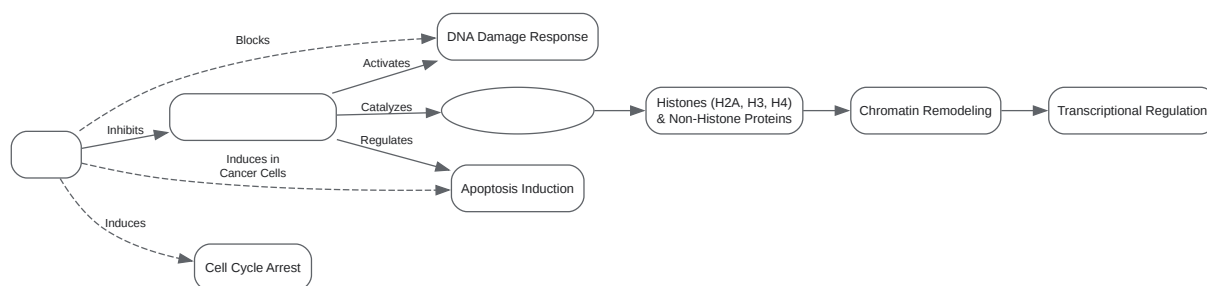 Blocks
DNA Damage Response
Activates
Inhibits
Catalyzes
Histones (H2A, H3, H4)
& Non-Histone Proteins
Chromatin Remodeling
Transcriptional Regulation
Regulates
Induces in
Cancer Cells
Apoptosis Induction
Induces
Cell Cycle Arrest